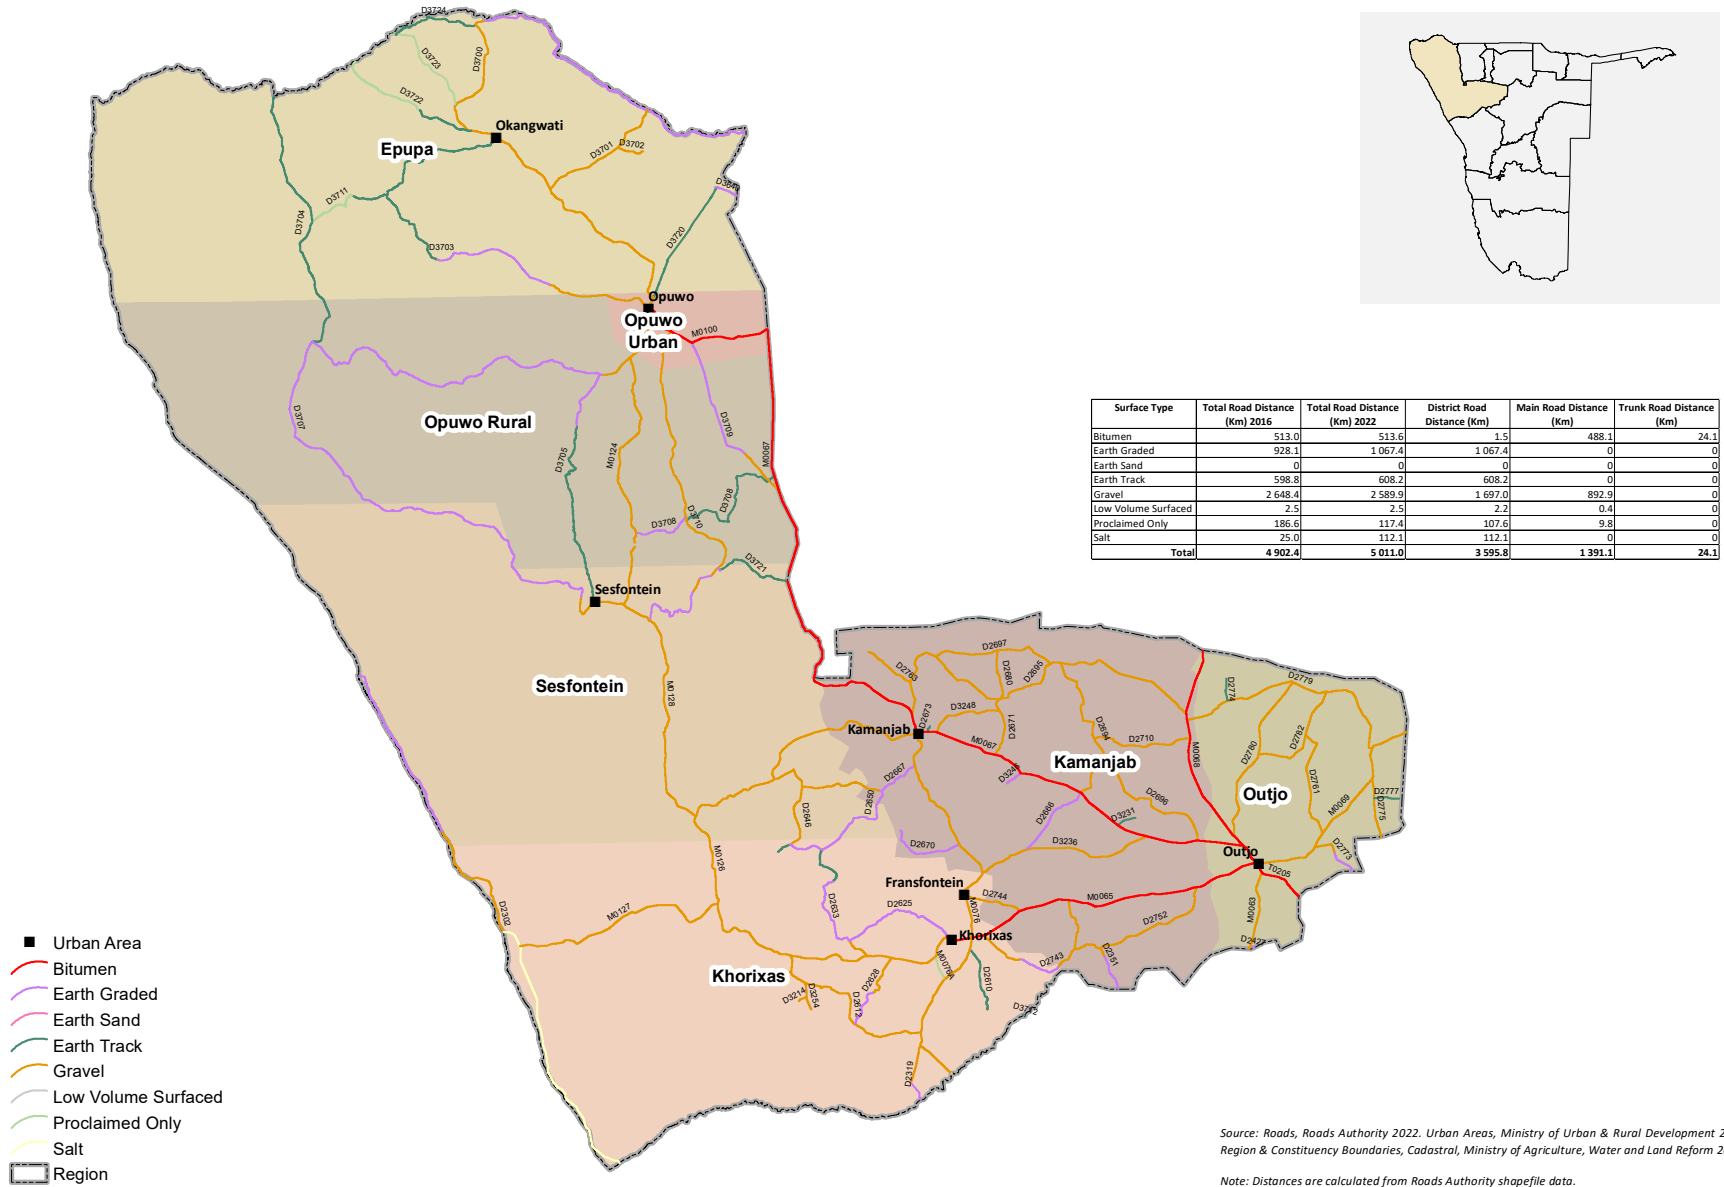 D3724
D3700
D3723
D3722
Okangwati
Epupa
D3701
D3702
D3711
D3704
D3720
D3703
Opuwo
Opuwo
Urban
M0100
D3707
Opuwo Rural
D3709
M0067
D3705
M0124
D3708
D3708
D3710
D3721
Sesfontein
Sesfontein
M0128
D2697
D2763
D2680
D2695
D2774
D2779
D2673
D3248
D2671
Kamanjab
M0067
D2694
D2710
M0068
D2780
D2782
Kamanjab
D2667
D3245
D2761
Outjo
M0069
D2777
D2775
D2650
D2646
D2666
D2696
D3231
D2670
D3236
Outjo
D2773
T0205
M0126
Fransfontein
D2744
M0065
M0076
M0063
D2302
M0127
D2633
D2625
D2752
Khorixas
D2743
D2351
M0076A
Khorixas
D2628
D2610
D3214
D3254
D2612
D2319
Surface Type Total Road Distance (Km) 2016 Total Road Distance (Km) 2022 District Road Distance (Km) Main Road Distance (Km) Trunk Road Distance (Km)
Bitumen 513.0 513.6 1.5 488.1 24.1
Earth Graded 928.1 1 067.4 1 067.4 0 0
Earth Sand 0 0 0 0 0
Earth Track 598.8 608.2 608.2 0 0
Gravel 2 648.4 2 589.9 1 697.0 892.9 0
Low Volume Surfaced 2.5 2.5 2.2 0.4 0
Proclaimed Only 186.6 117.4 107.6 9.8 0
Salt 25.0 112.1 112.1 0 0
Total 4 902.4 5 011.0 3 595.8 1 391.1 24.1
Urban Area
Bitumen
Earth Graded
Earth Sand
Earth Track
Gravel
Low Volume Surfaced
Proclaimed Only
Salt
Region
Source: Roads, Roads Authority 2022. Urban Areas, Ministry of Urban & Rural Development 2
Region & Constituency Boundaries, Cadastral, Ministry of Agriculture, Water and Land Reform 2
Note: Distances are calculated from Roads Authority shapefile data.